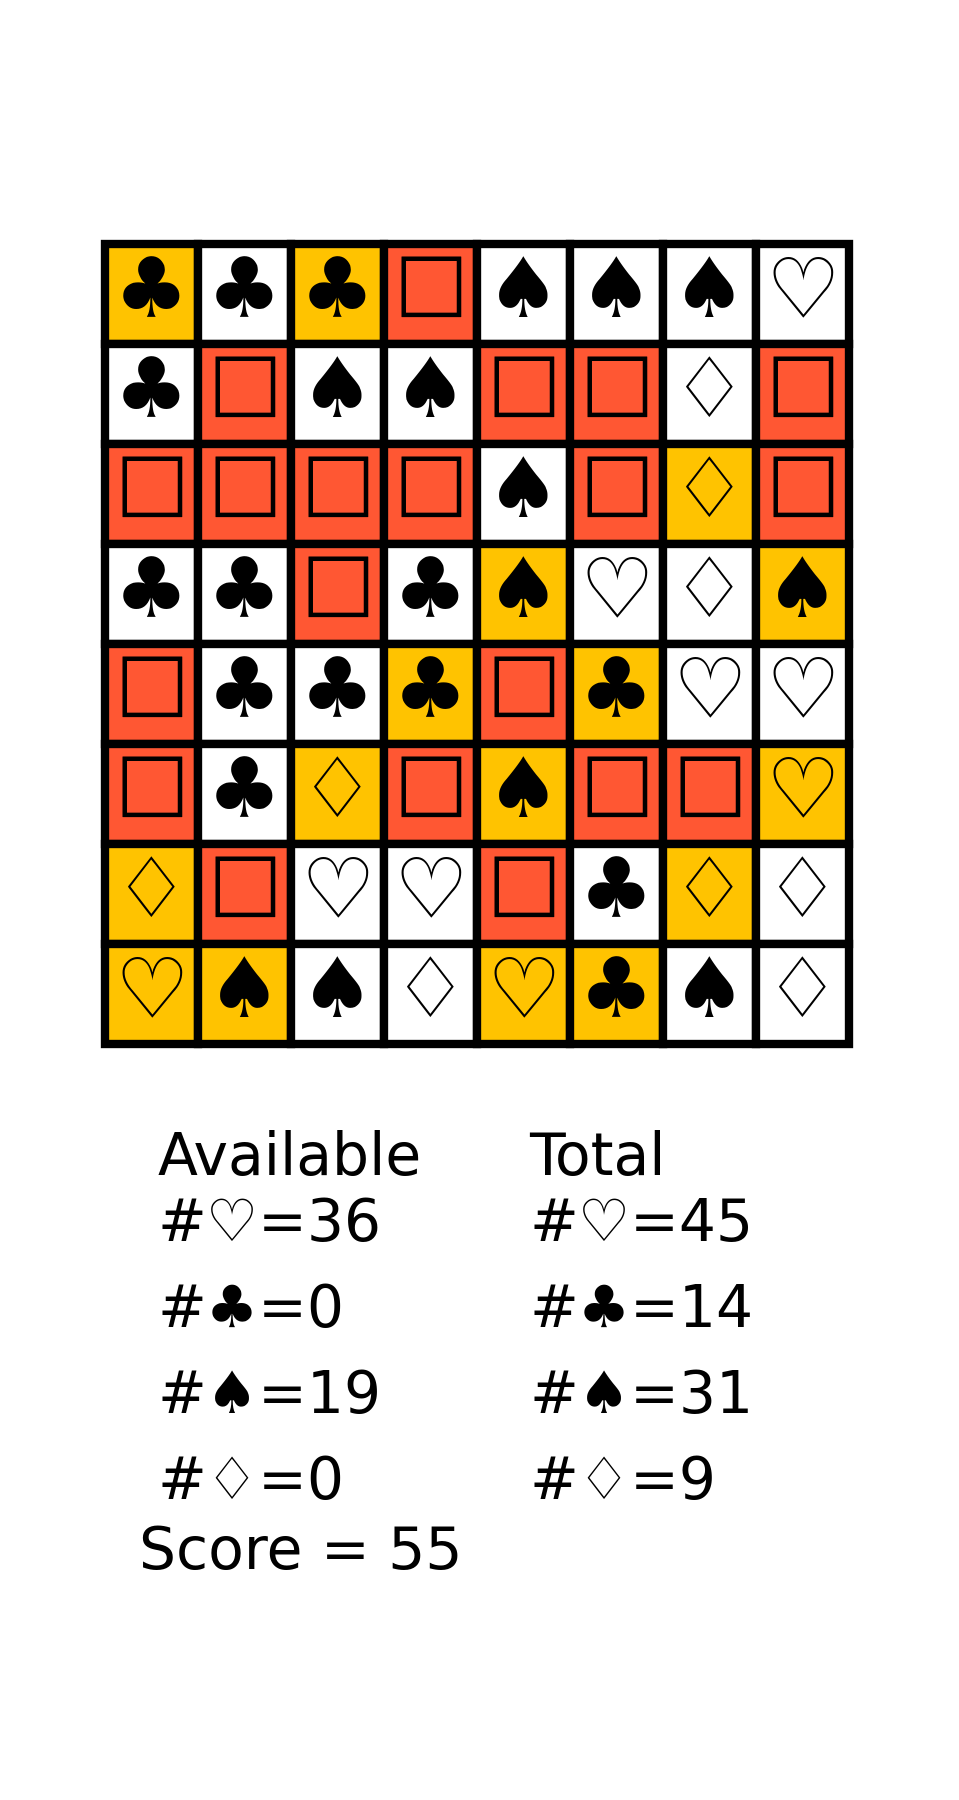 ♣ ♣ ♣ □ ♠ ♠ ♠ ♡
♣ □ ♠ ♠ □ □ ♢ □
□ □ □ □ ♠ □ ♢ □
♣ ♣ □ ♣ ♠ ♡ ♢ ♠
□ ♣ ♣ ♣ □ ♣ ♡ ♡
□ ♣ ♢ □ ♠ □ □ ♡
♢ □ ♡ ♡ □ ♣ ♢ ♢
♡ ♠ ♠ ♢ ♡ ♣ ♠ ♢
Available Total
#♡=36 #♡=45
#♣=0 #♣=14
#♠=19 #♠=31
#♢=0 #♢=9
Score = 55